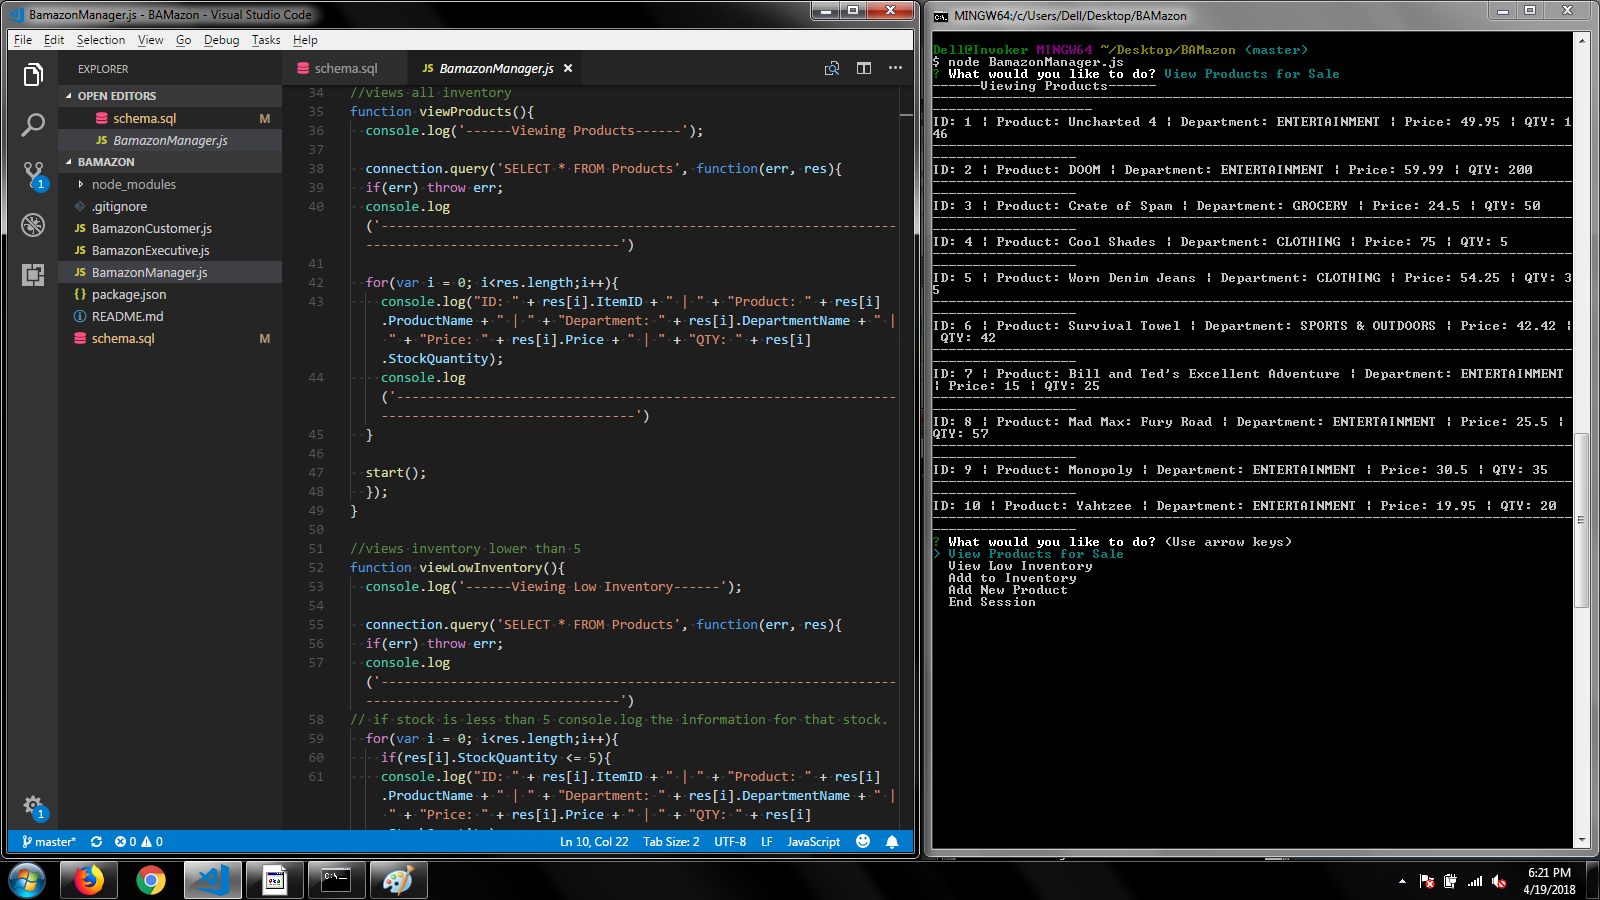 BamazonManager.js - BAMazon - Visual Studio Code
File Edit Selection View Go Debug Tasks Help
EXPLORER
OPEN EDITORS
schema.sql M
BamazonManager.js
BAMAZON
node_modules
.gitignore
JS BamazonCustomer.js
JS BamazonExecutive.js
JS BamazonManager.js
{} package.json
README.md
schema.sql M
1
1
schema.sql JS BamazonManager.js
34 //views all inventory
35 function viewProducts(){
36 console.log('------Viewing Products------');
37
38 connection.query('SELECT * FROM Products', function(err, res){
39 if(err) throw err;
40 console.log
('------------------------------------------------------------------
---------------------------------')
41
42 for(var i = 0; i<res.length;i++){
43 console.log("ID: " + res[i].ItemID + " | " + "Product: " + res[i]
.ProductName + " | " + "Department: " + res[i].DepartmentName + " |
" + "Price: " + res[i].Price + " | " + "QTY: " + res[i]
.StockQuantity);
44 console.log
('----------------------------------------------------------------
---------------------------------')
45 }
46
47 start();
48 });
49 }
50
51 //views inventory lower than 5
52 function viewLowInventory(){
53 console.log('------Viewing Low Inventory------');
54
55 connection.query('SELECT * FROM Products', function(err, res){
56 if(err) throw err;
57 console.log
('------------------------------------------------------------------
---------------------------------')
58 // if stock is less than 5 console.log the information for that stock.
59 for(var i = 0; i<res.length;i++){
60 if(res[i].StockQuantity <= 5){
61 console.log("ID: " + res[i].ItemID + " | " + "Product: " + res[i]
.ProductName + " | " + "Department: " + res[i].DepartmentName + " |
" + "Price: " + res[i].Price + " | " + "QTY: " + res[i]
master* 0 0 Ln 10, Col 22 Tab Size: 2 UTF-8 LF JavaScript
MINGW64:/c/Users/Dell/Desktop/BAMazon
Dell@Invoker MINGW64 ~/Desktop/BAMazon (master)
$ node BamazonManager.js
? What would you like to do? View Products for Sale
------Viewing Products------
--------------------------------------------------------------------------------
--------------------
ID: 1 | Product: Uncharted 4 | Department: ENTERTAINMENT | Price: 49.95 | QTY: 1
46
--------------------------------------------------------------------------------
------------------
ID: 2 | Product: DOOM | Department: ENTERTAINMENT | Price: 59.99 | QTY: 200
--------------------------------------------------------------------------------
------------------
ID: 3 | Product: Crate of Spam | Department: GROCERY | Price: 24.5 | QTY: 50
--------------------------------------------------------------------------------
------------------
ID: 4 | Product: Cool Shades | Department: CLOTHING | Price: 75 | QTY: 5
--------------------------------------------------------------------------------
------------------
ID: 5 | Product: Worn Denim Jeans | Department: CLOTHING | Price: 54.25 | QTY: 3
5
--------------------------------------------------------------------------------
------------------
ID: 6 | Product: Survival Towel | Department: SPORTS & OUTDOORS | Price: 42.42 |
QTY: 42
--------------------------------------------------------------------------------
------------------
ID: 7 | Product: Bill and Ted's Excellent Adventure | Department: ENTERTAINMENT
| Price: 15 | QTY: 25
--------------------------------------------------------------------------------
------------------
ID: 8 | Product: Mad Max: Fury Road | Department: ENTERTAINMENT | Price: 25.5 |
QTY: 57
--------------------------------------------------------------------------------
------------------
ID: 9 | Product: Monopoly | Department: ENTERTAINMENT | Price: 30.5 | QTY: 35
--------------------------------------------------------------------------------
------------------
ID: 10 | Product: Yahtzee | Department: ENTERTAINMENT | Price: 19.95 | QTY: 20
--------------------------------------------------------------------------------
------------------
? What would you like to do? (Use arrow keys)
> View Products for Sale
View Low Inventory
Add to Inventory
Add New Product
End Session
6:21 PM
4/19/2018